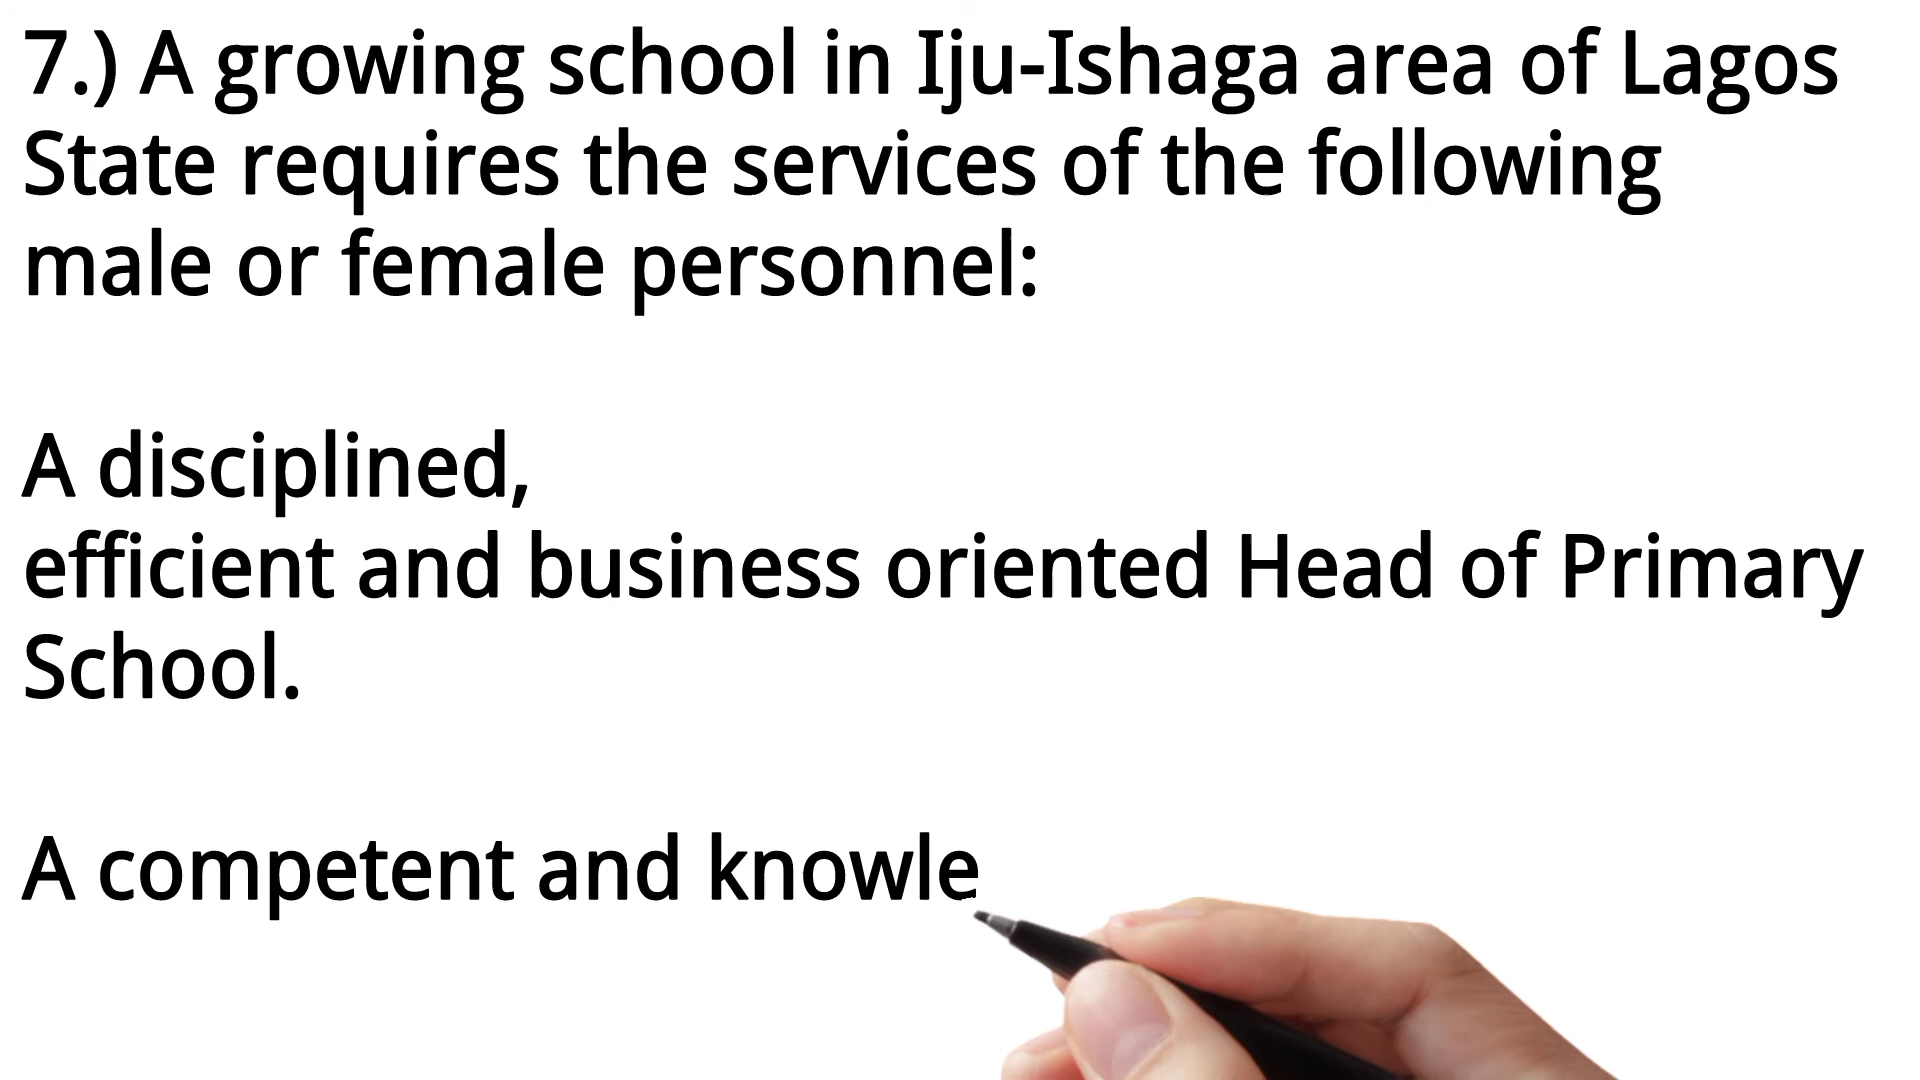 7.) A growing school in Iju-Ishaga area of Lagos
State requires the services of the following
male or female personnel:
A disciplined,
efficient and business oriented Head of Primary
School.
A competent and knowle